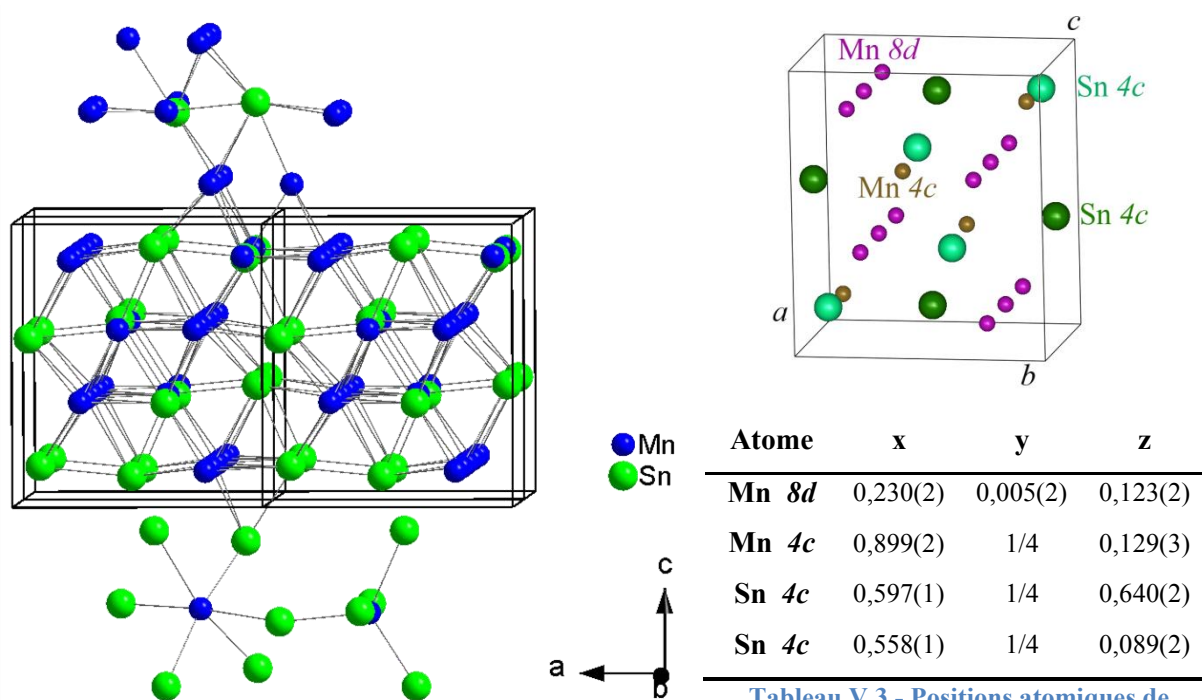 c
Mn 8d
Sn 4c
Mn 4c
Sn 4c
a
b
Mn
Sn
c
a
b
Atome x y z
Mn 8d 0,230(2) 0,005(2) 0,123(2)
Mn 4c 0,899(2) 1/4 0,129(3)
Sn 4c 0,597(1) 1/4 0,640(2)
Sn 4c 0,558(1) 1/4 0,089(2)
Tableau V.3 - Positions atomiques de